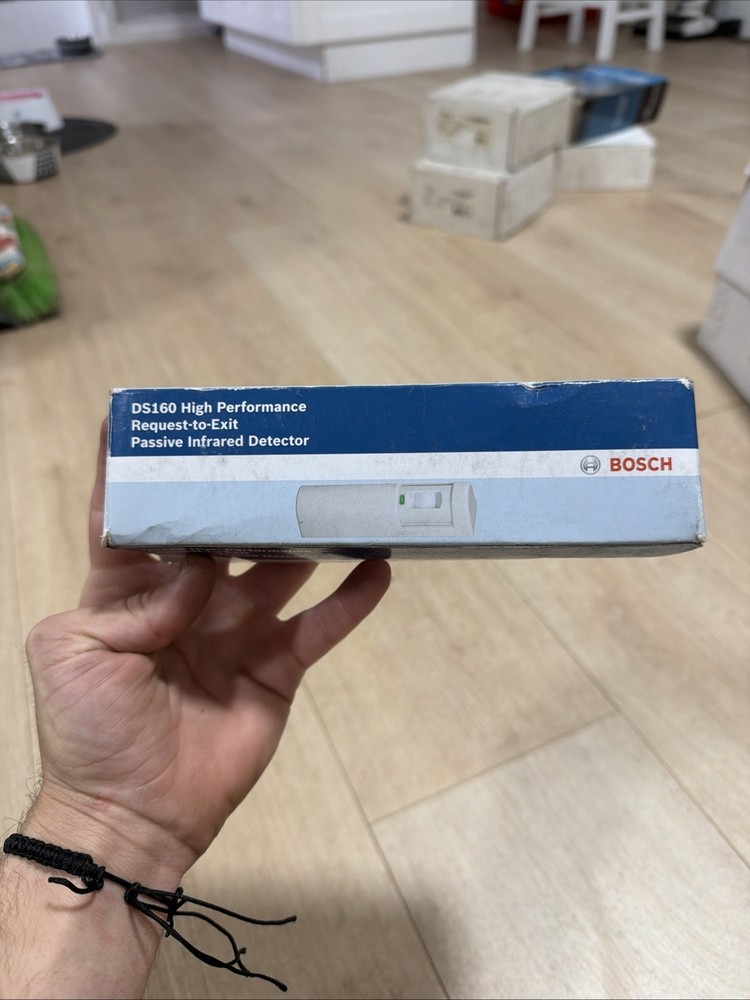 DS160 High Performance
Request-to-Exit
Passive Infrared Detector
BOSCH